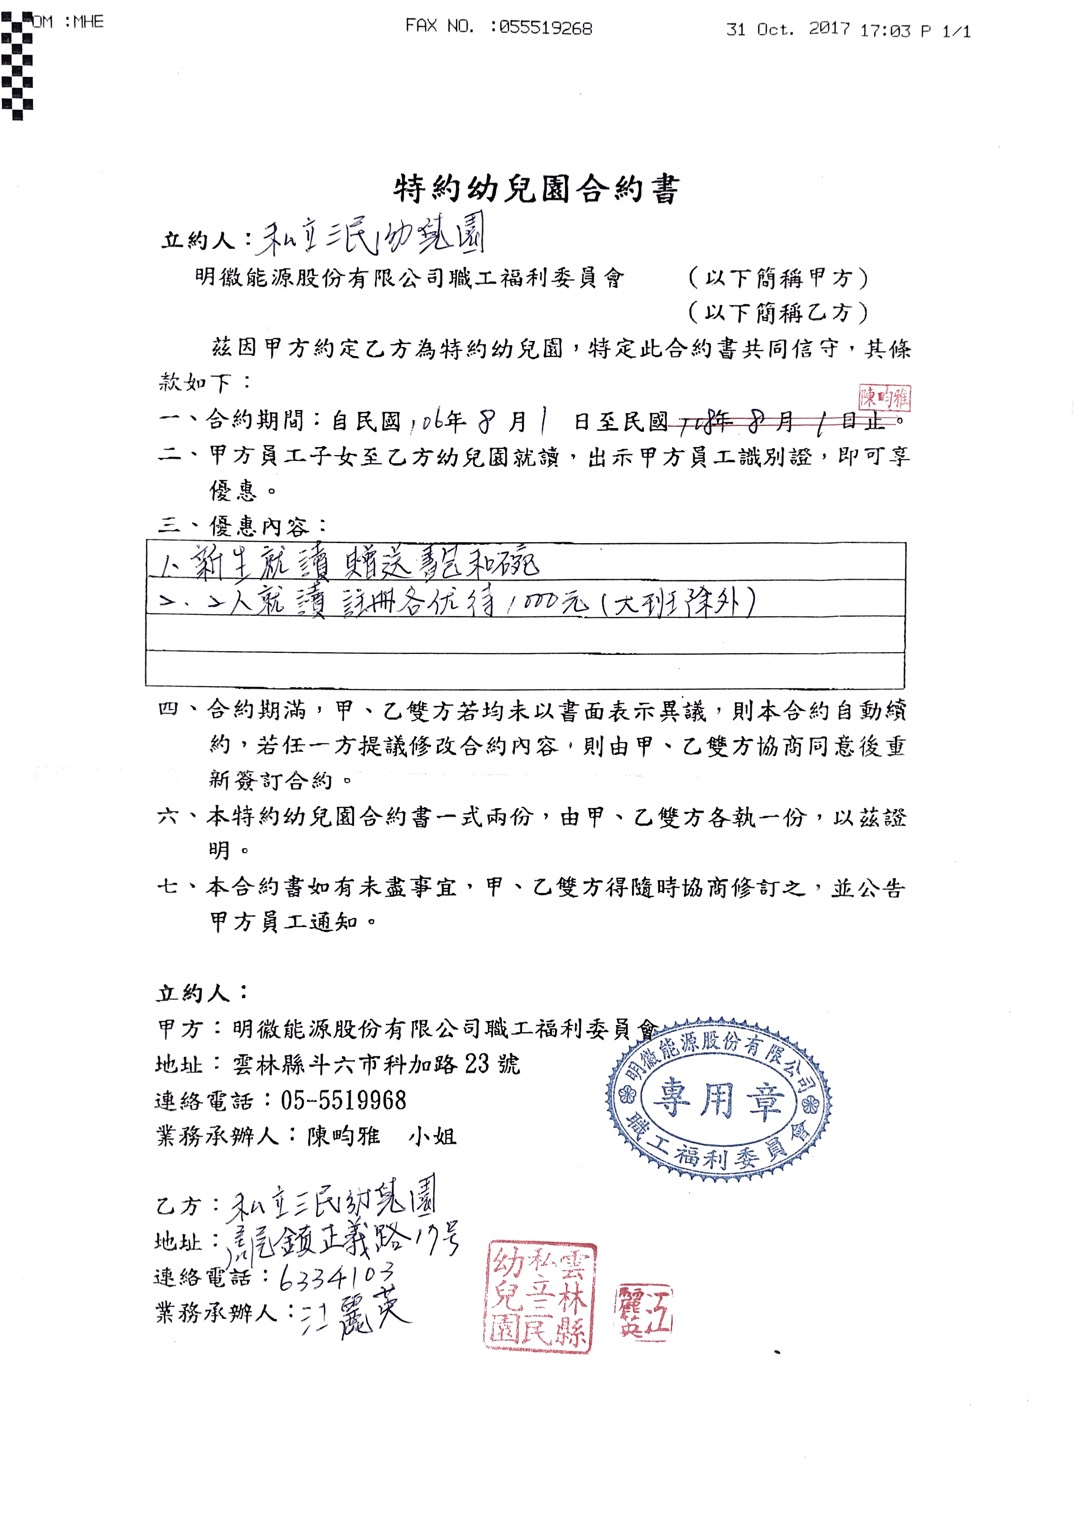 OM :MHE FAX NO. :055519268 31 Oct. 2017 17:03 P 1/1
特約幼兒園合約書
立約人：私立三民幼兒園
明徽能源股份有限公司職工福利委員會 （以下簡稱甲方）
（以下簡稱乙方）
茲因甲方約定乙方為特約幼兒園，特定此合約書共同信守，其條
款如下：
陳畇雅
一、合約期間：自民國106年8月1日至民國108年8月1日止。
二、甲方員工子女至乙方幼兒園就讀，出示甲方員工識別證，即可享
優惠。
三、優惠內容：
1. 新生就讀 贈送書包和碗
2. 2人就讀 註冊各优待1,000元(大班除外)
四、合約期滿，甲、乙雙方若均未以書面表示異議，則本合約自動續
約，若任一方提議修改合約內容，則由甲、乙雙方協商同意後重
新簽訂合約。
六、本特約幼兒園合約書一式兩份，由甲、乙雙方各執一份，以茲證
明。
七、本合約書如有未盡事宜，甲、乙雙方得隨時協商修訂之，並公告
甲方員工通知。
立約人：
甲方：明徽能源股份有限公司職工福利委員會
地址：雲林縣斗六市科加路23號
連絡電話：05-5519968
業務承辦人：陳畇雅 小姐
明徽能源股份有限公司
專用章
職工福利委員會
乙方：私立三民幼兒園
地址：虎尾鎮正義路17号
連絡電話：6334103
業務承辦人：江麗英
雲林縣
私立三民
幼兒園
江
麗英